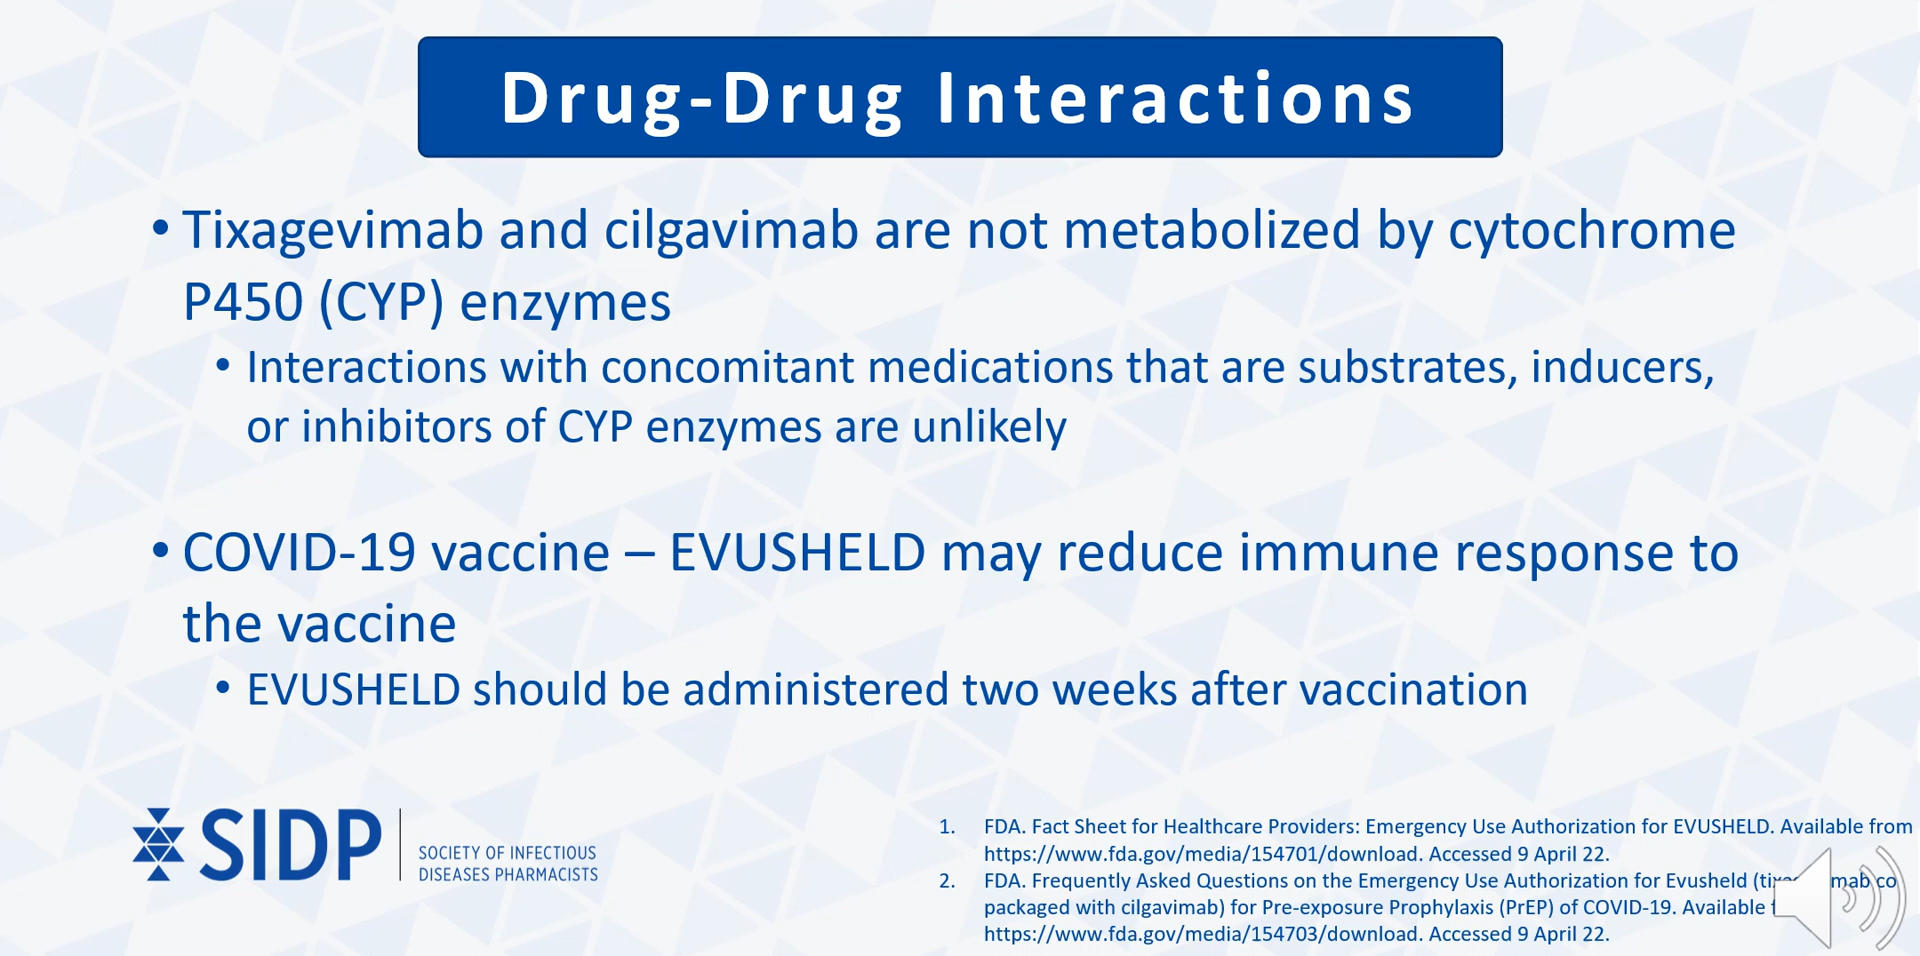 Drug-Drug Interactions
• Tixagevimab and cilgavimab are not metabolized by cytochrome
P450 (CYP) enzymes
• Interactions with concomitant medications that are substrates, inducers,
or inhibitors of CYP enzymes are unlikely
• COVID-19 vaccine – EVUSHELD may reduce immune response to
the vaccine
• EVUSHELD should be administered two weeks after vaccination
SIDP
SOCIETY OF INFECTIOUS
DISEASES PHARMACISTS
1. FDA. Fact Sheet for Healthcare Providers: Emergency Use Authorization for EVUSHELD. Available from
https://www.fda.gov/media/154701/download. Accessed 9 April 22.
2. FDA. Frequently Asked Questions on the Emergency Use Authorization for Evusheld co
packaged with cilgavimab) for Pre-exposure Prophylaxis (PrEP) of COVID-19. Available
https://www.fda.gov/media/154703/download. Accessed 9 April 22.